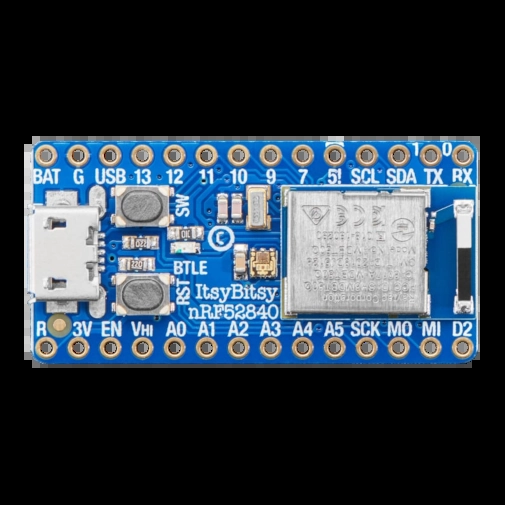 1 0
BAT G USB 13 12 11 10 9 7 5! SCL SDA TX RX
SW
BTLE
RST
ItsyBitsy
nRF52840
R 3V EN VHI A0 A1 A2 A3 A4 A5 SCK MO MI D2